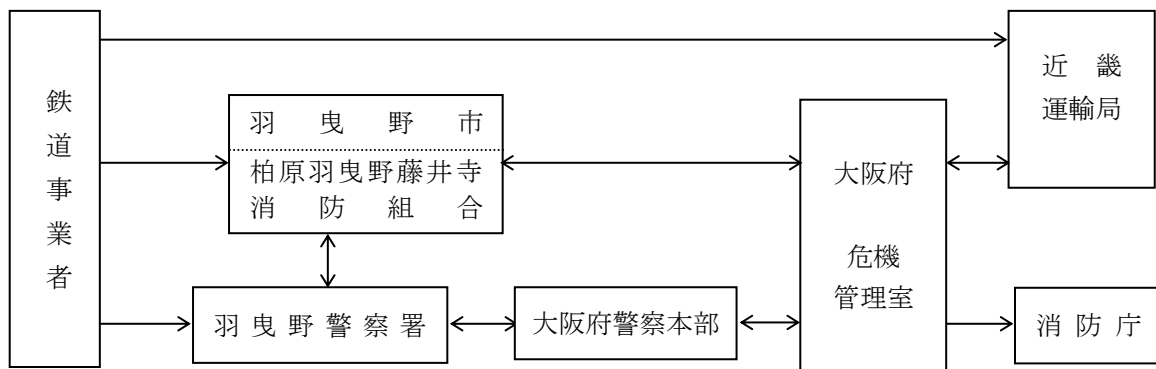 鉄道事業者
羽曳野市
柏原羽曳野藤井寺
消防組合
羽曳野警察署
大阪府警察本部
大阪府
危機
管理室
近畿
運輸局
消防庁